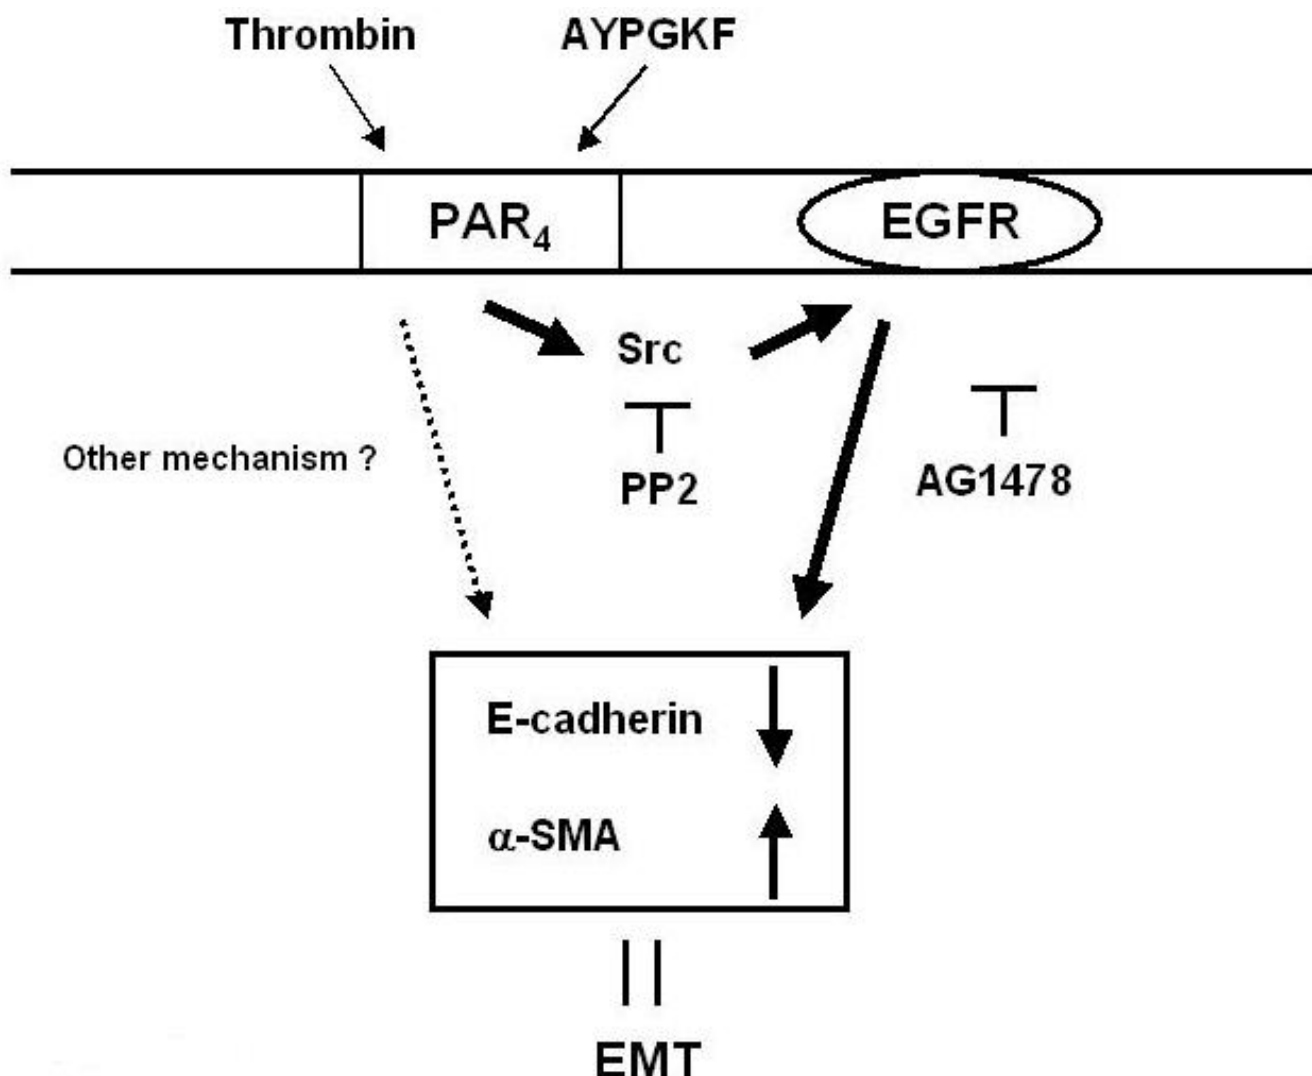 Thrombin
AYPGKF
PAR₄
EGFR
Src
Other mechanism ?
PP2
AG1478
E-cadherin
α-SMA
EMT